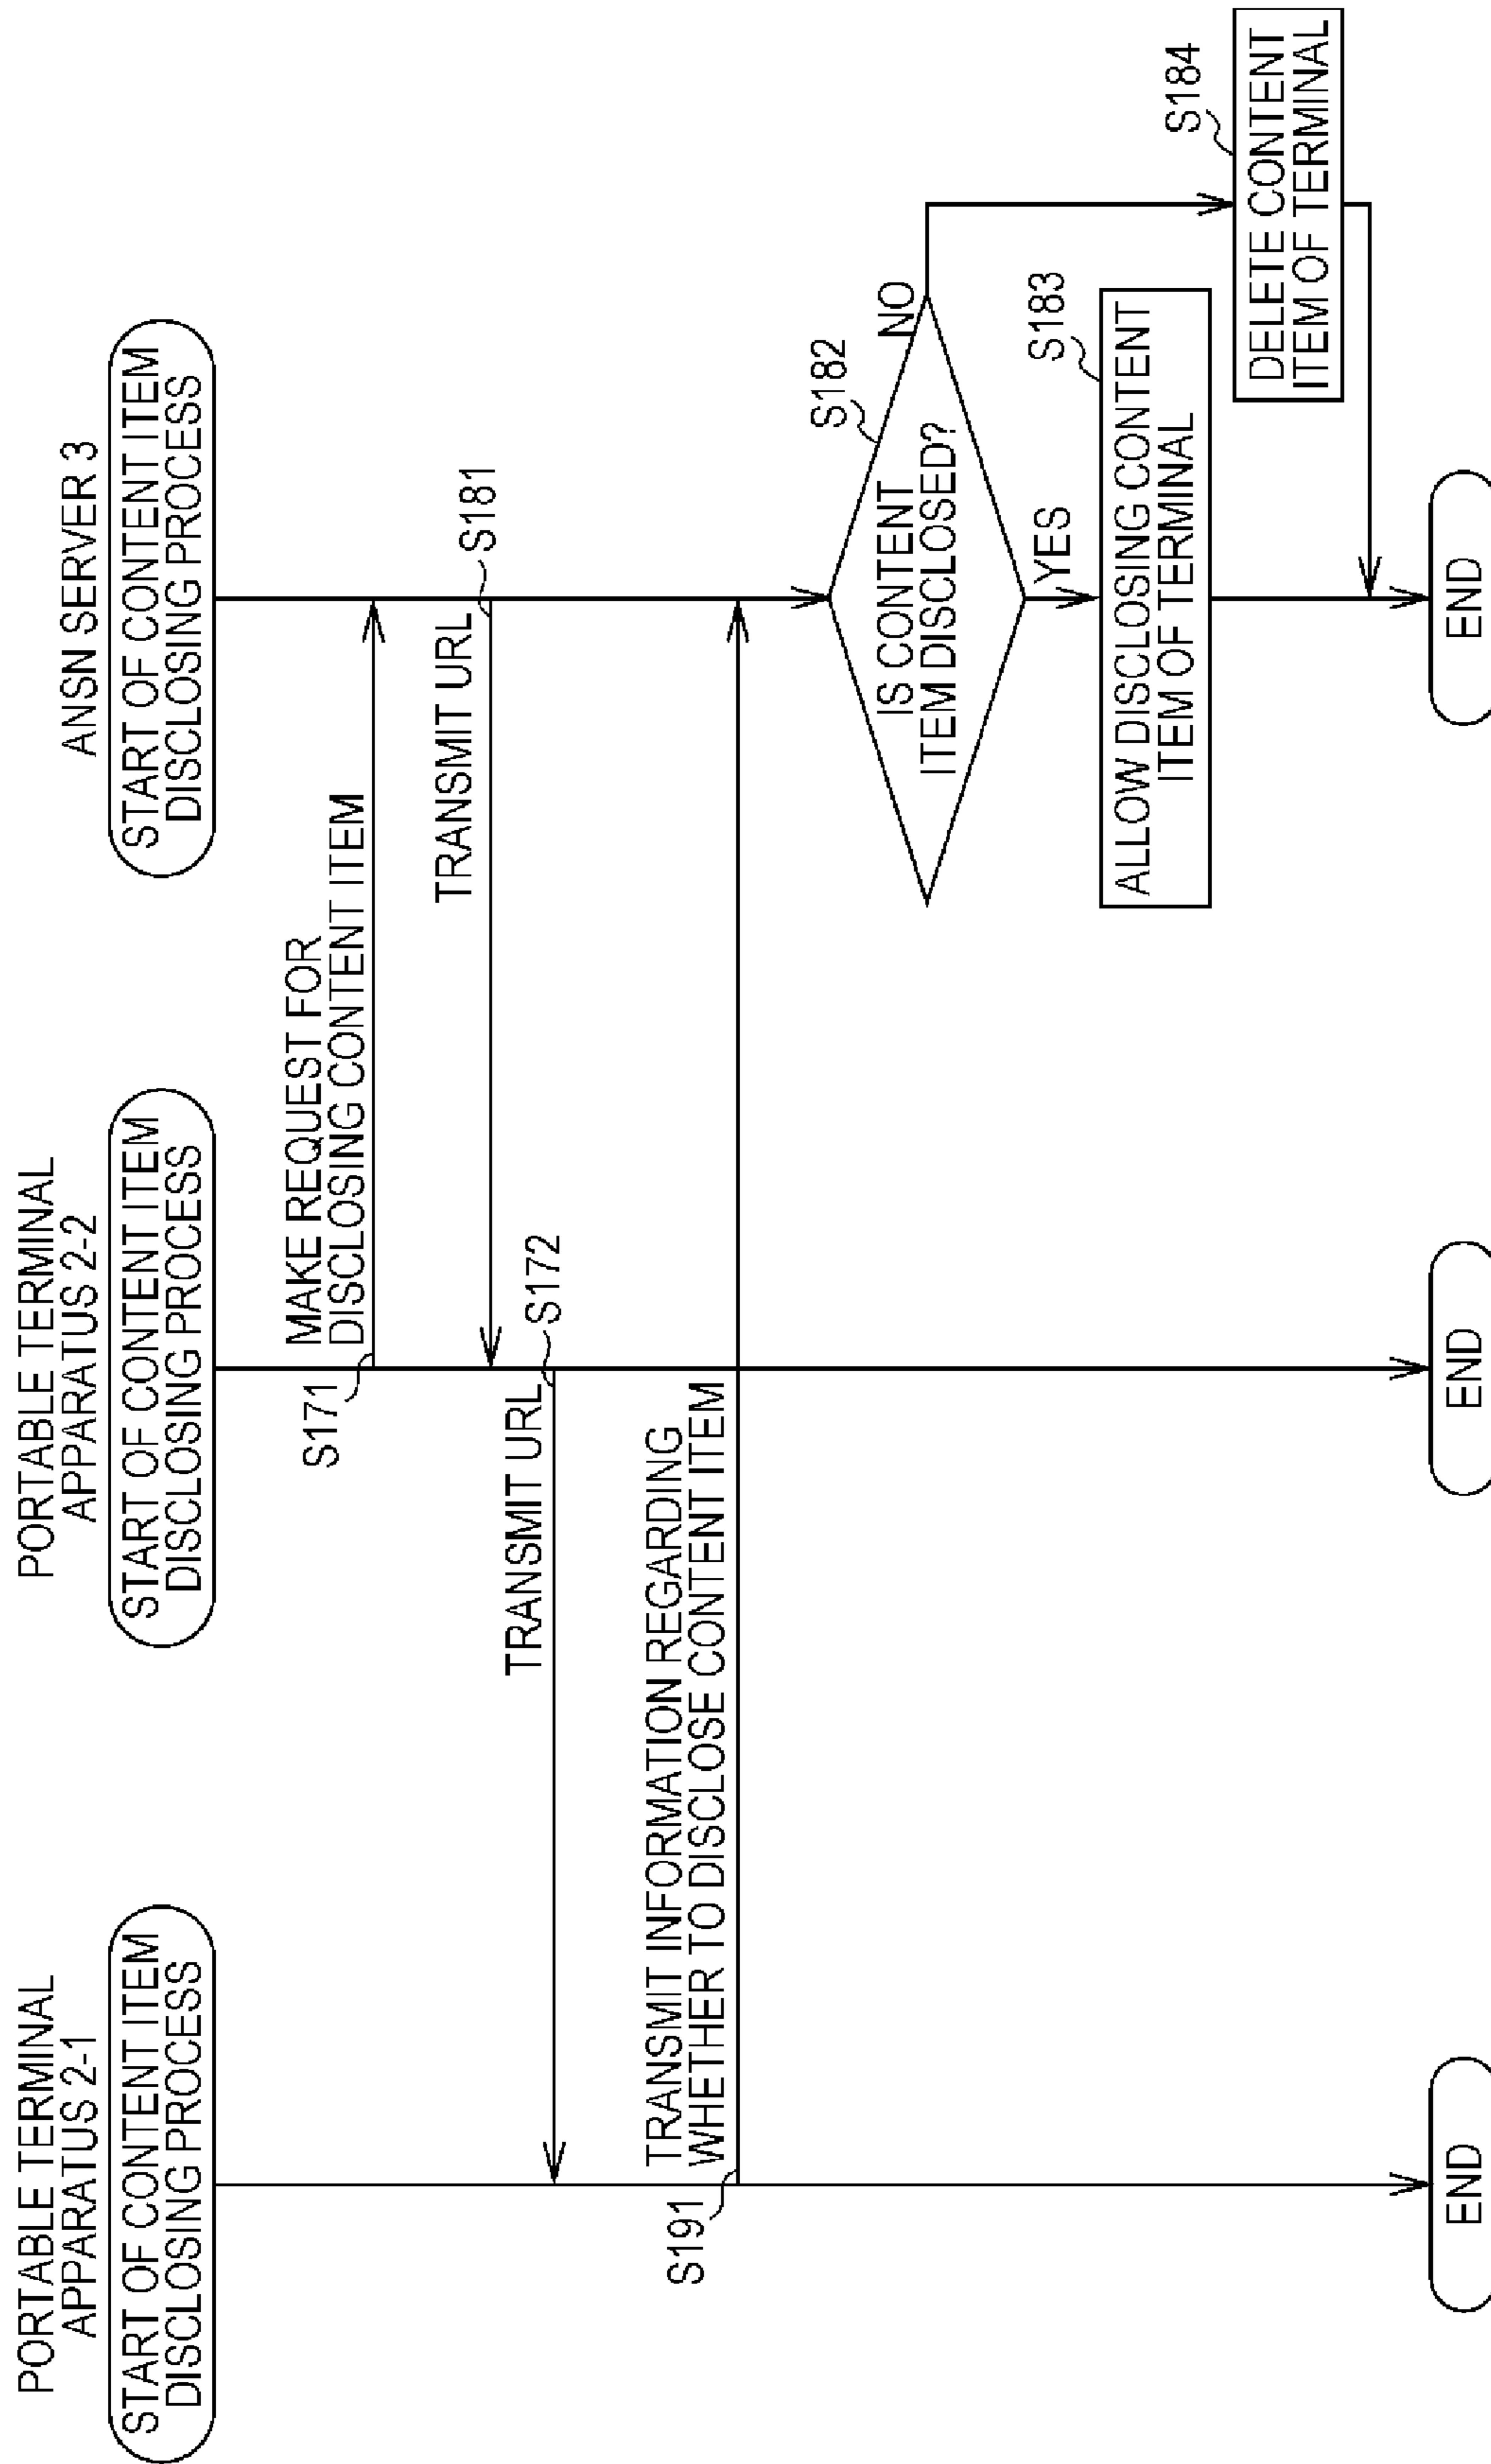 PORTABLE TERMINAL
APPARATUS 2-1
START OF CONTENT ITEM
DISCLOSING PROCESS
PORTABLE TERMINAL
APPARATUS 2-2
START OF CONTENT ITEM
DISCLOSING PROCESS
ANSN SERVER 3
START OF CONTENT ITEM
DISCLOSING PROCESS
S171
MAKE REQUEST FOR
DISCLOSING CONTENT ITEM
TRANSMIT URL
S181
TRANSMIT URL
S172
S191
TRANSMIT INFORMATION REGARDING
WHETHER TO DISCLOSE CONTENT ITEM
S182
IS CONTENT
ITEM DISCLOSED?
NO
YES
S183
ALLOW DISCLOSING CONTENT
ITEM OF TERMINAL
S184
DELETE CONTENT
ITEM OF TERMINAL
END
END
END